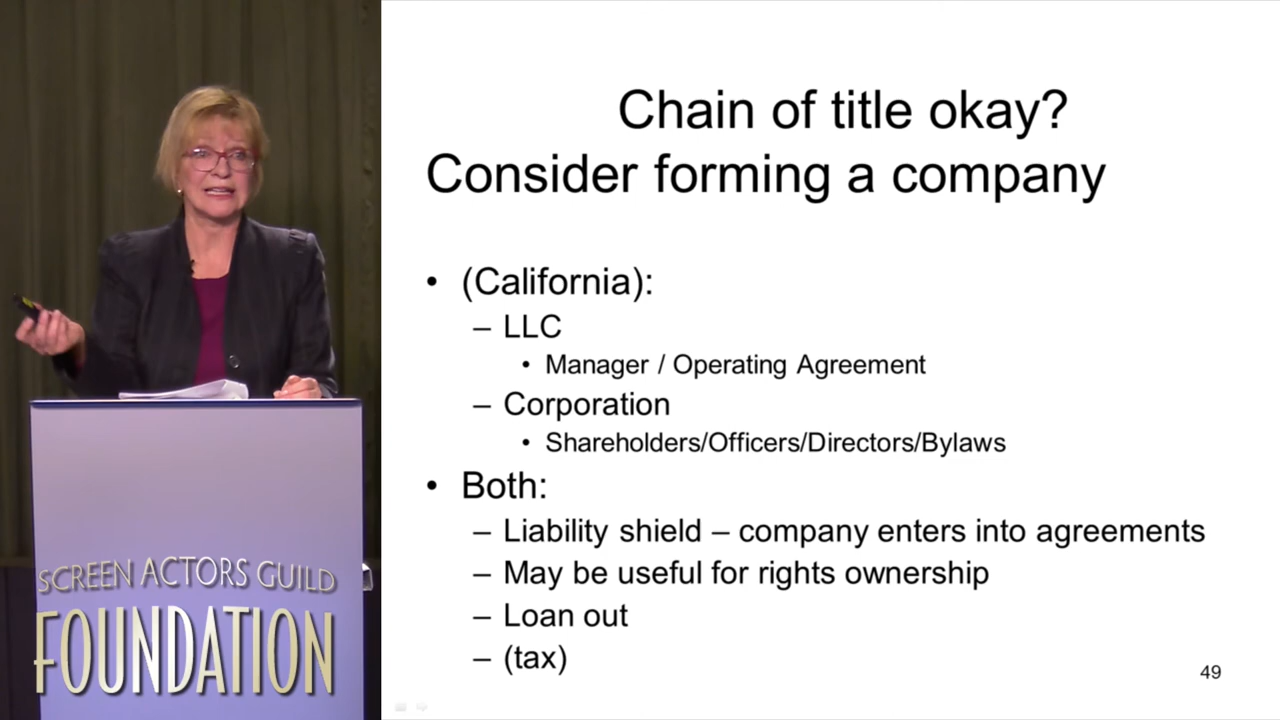 Chain of title okay?
Consider forming a company
• (California):
– LLC
• Manager / Operating Agreement
– Corporation
• Shareholders/Officers/Directors/Bylaws
• Both:
– Liability shield – company enters into agreements
– May be useful for rights ownership
– Loan out
– (tax)
49
SCREEN ACTORS GUILD
FOUNDATION